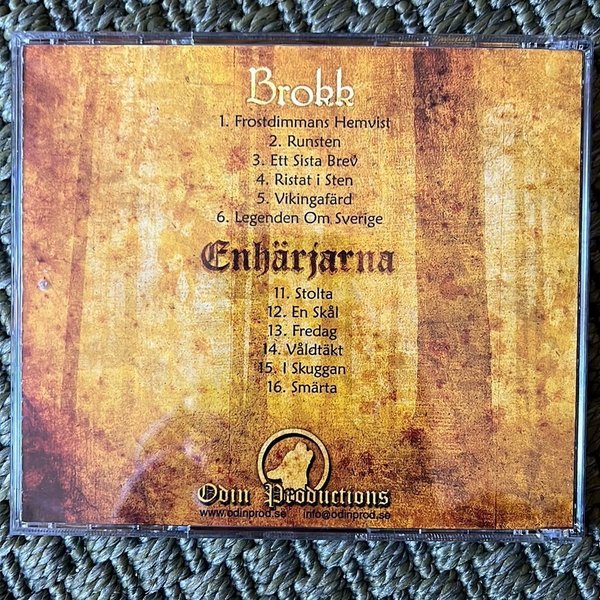 Brokk
1. Frostdimmans Hemvist
2. Runsten
3. Ett Sista Brev
4. Ristat i Sten
5. Vikingafärd
6. Legenden Om Sverige
Enhärjarna
11. Stolta
12. En Skål
13. Fredag
14. Våldtäkt
15. I Skuggan
16. Smärta
Odin Productions
www.odinprod.se info@odinprod.se